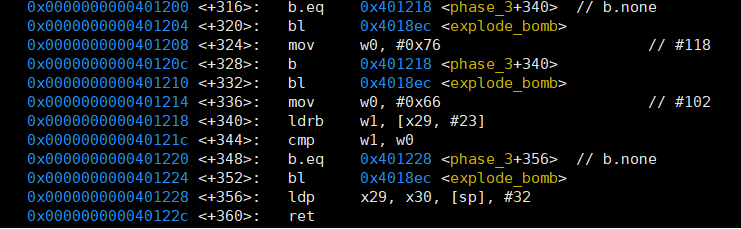 0x0000000000401200 <+316>: b.eq 0x401218 <phase_3+340> // b.none
0x0000000000401204 <+320>: bl 0x4018ec <explode_bomb>
0x0000000000401208 <+324>: mov w0, #0x76 // #118
0x000000000040120c <+328>: b 0x401218 <phase_3+340>
0x0000000000401210 <+332>: bl 0x4018ec <explode_bomb>
0x0000000000401214 <+336>: mov w0, #0x66 // #102
0x0000000000401218 <+340>: ldrb w1, [x29, #23]
0x000000000040121c <+344>: cmp w1, w0
0x0000000000401220 <+348>: b.eq 0x401228 <phase_3+356> // b.none
0x0000000000401224 <+352>: bl 0x4018ec <explode_bomb>
0x0000000000401228 <+356>: ldp x29, x30, [sp], #32
0x000000000040122c <+360>: ret